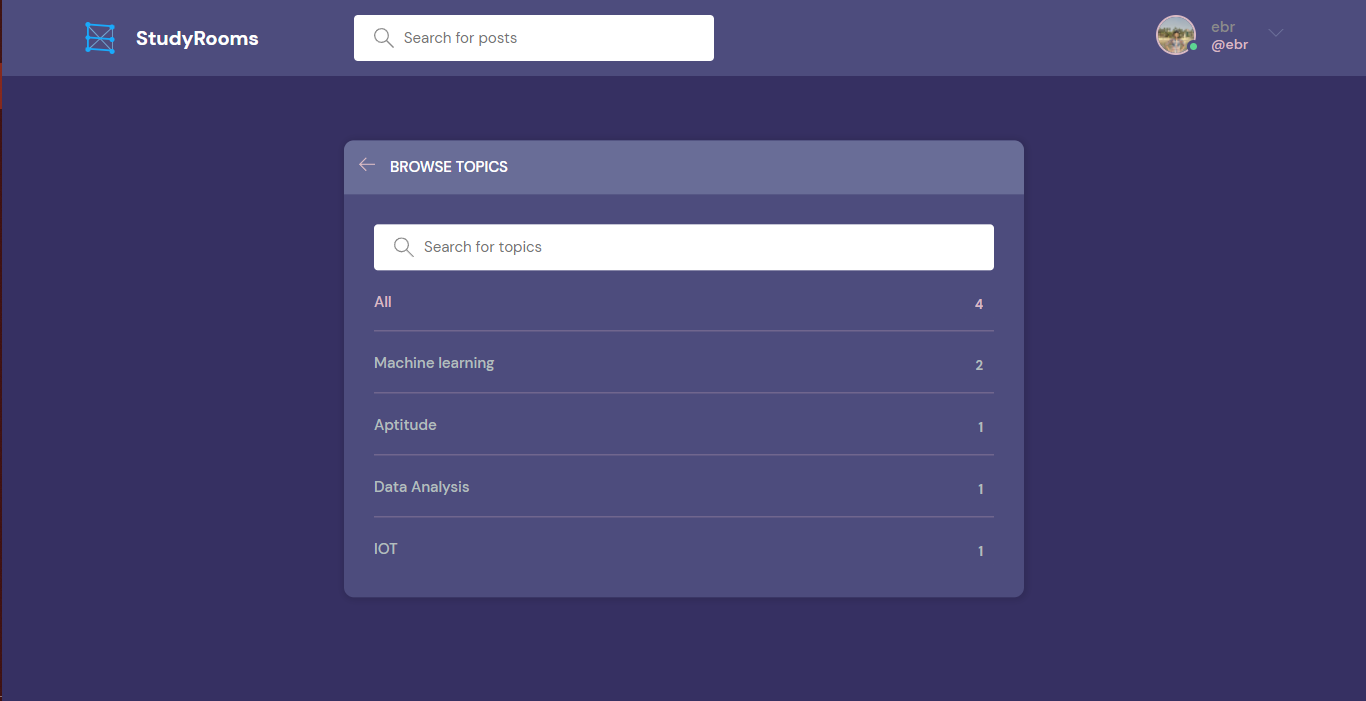 StudyRooms
Search for posts
ebr
@ebr
BROWSE TOPICS
Search for topics
All 4
Machine learning 2
Aptitude 1
Data Analysis 1
IOT 1